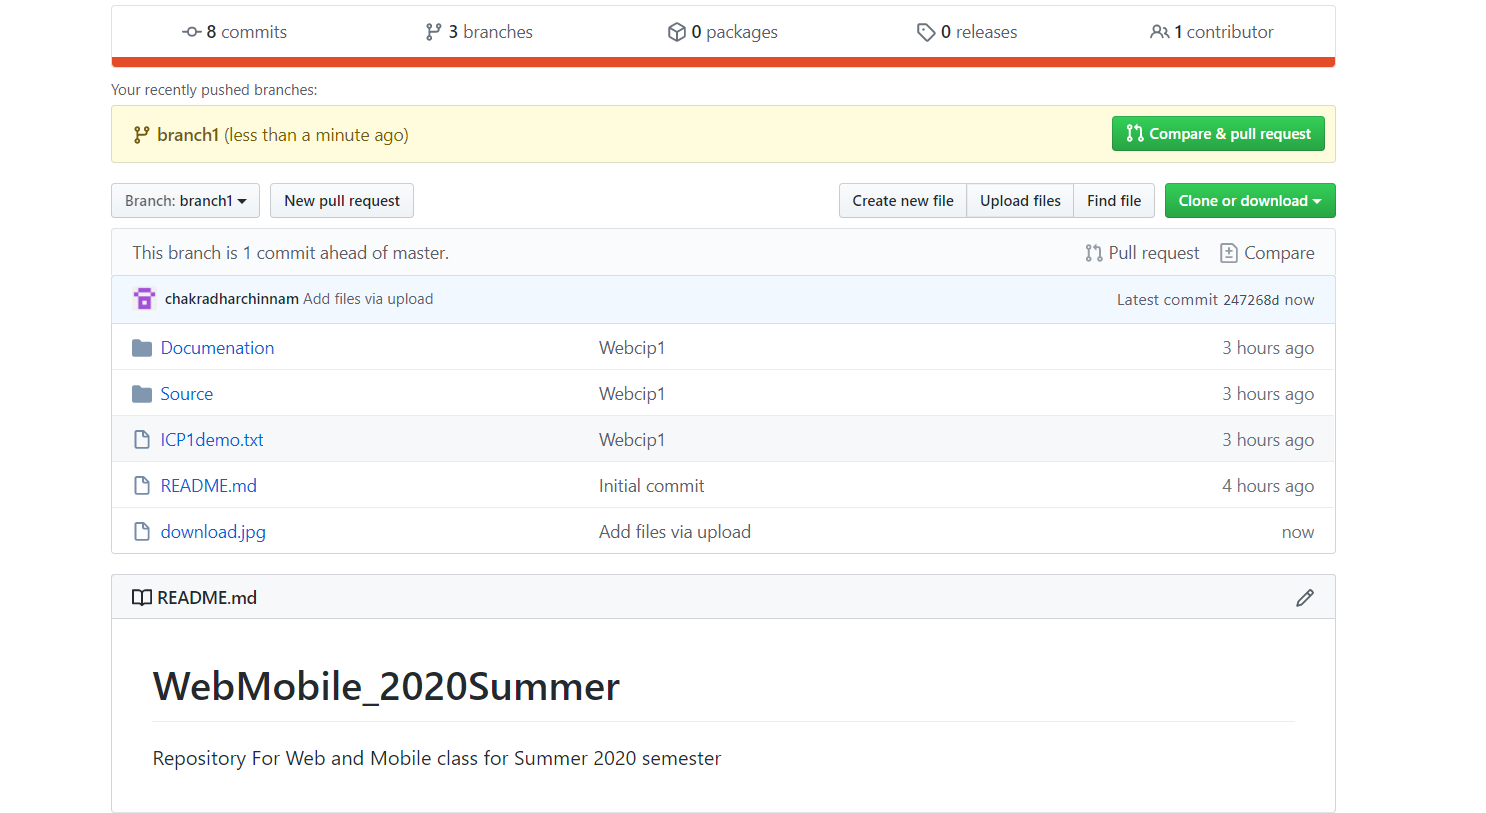 8 commits 3 branches 0 packages 0 releases 1 contributor
Your recently pushed branches:
branch1 (less than a minute ago) Compare & pull request
Branch: branch1 New pull request Create new file Upload files Find file Clone or download
This branch is 1 commit ahead of master. Pull request Compare
chakradharchinnam Add files via upload Latest commit 247268d now
Documenation Webcip1 3 hours ago
Source Webcip1 3 hours ago
ICP1demo.txt Webcip1 3 hours ago
README.md Initial commit 4 hours ago
download.jpg Add files via upload now
README.md
WebMobile_2020Summer
Repository For Web and Mobile class for Summer 2020 semester